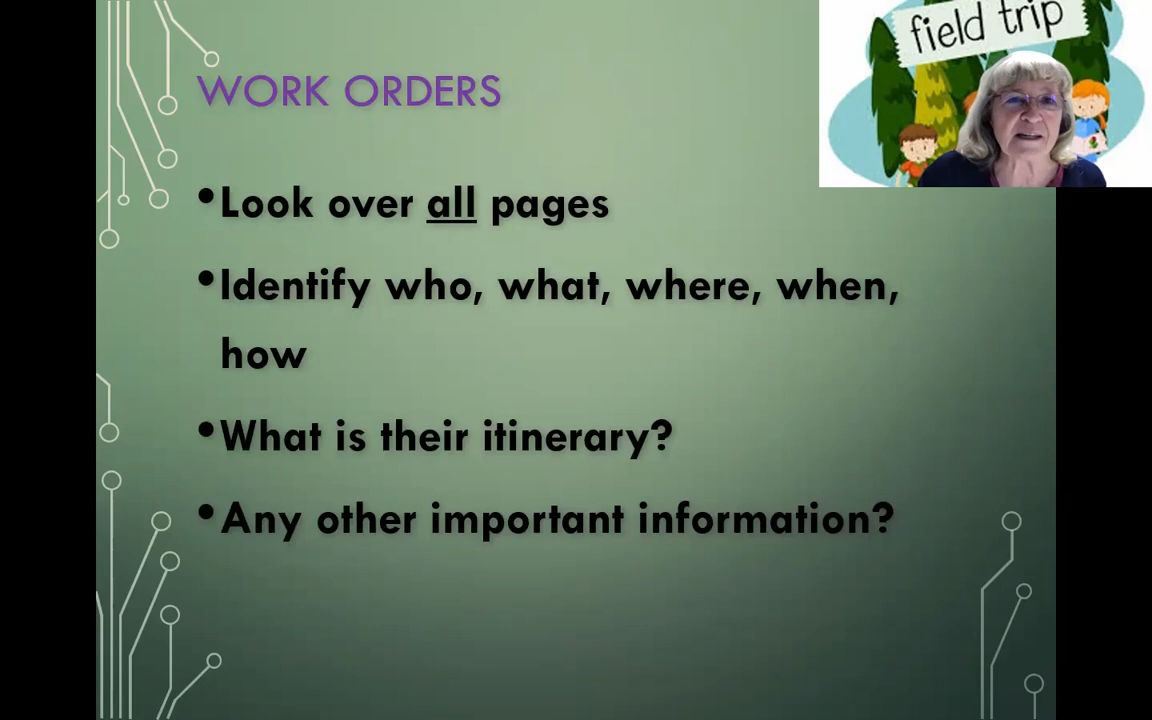 field trip
WORK ORDERS
•Look over all pages
•Identify who, what, where, when,
how
•What is their itinerary?
•Any other important information?